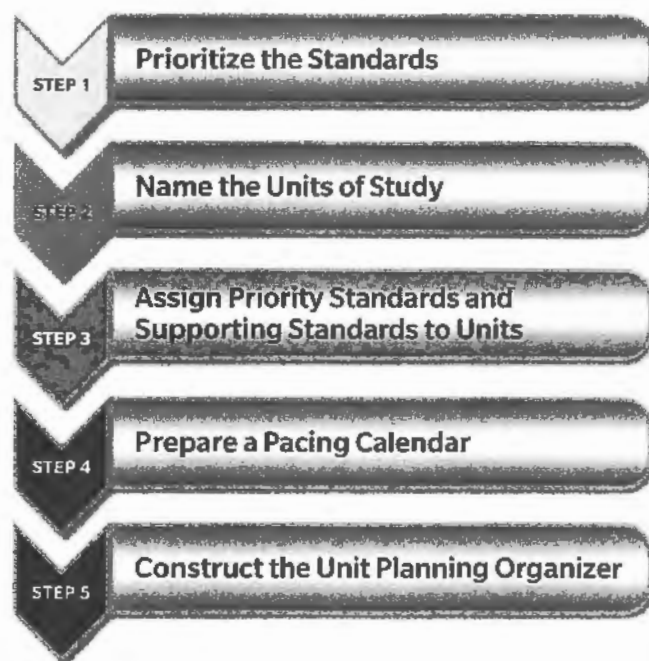 STEP 1
Prioritize the Standards
STEP 2
Name the Units of Study
STEP 3
Assign Priority Standards and
Supporting Standards to Units
STEP 4
Prepare a Pacing Calendar
STEP 5
Construct the Unit Planning Organizer